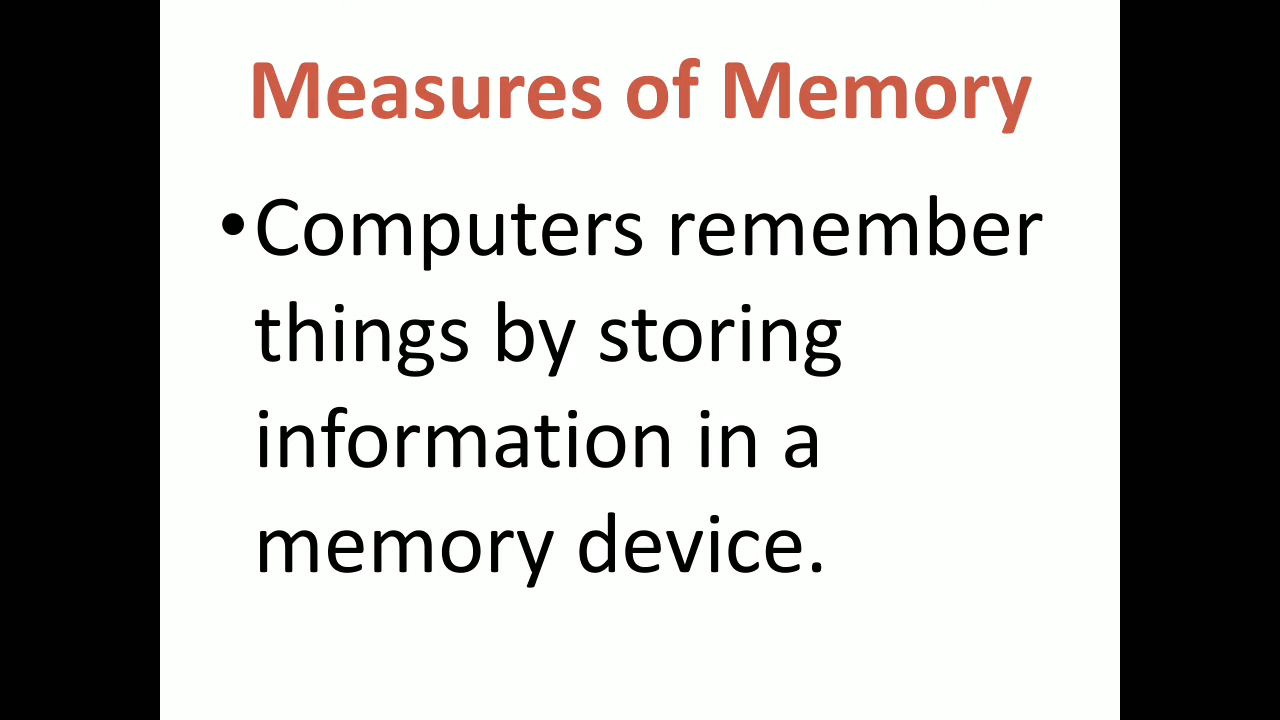 Measures of Memory
•Computers remember
things by storing
information in a
memory device.